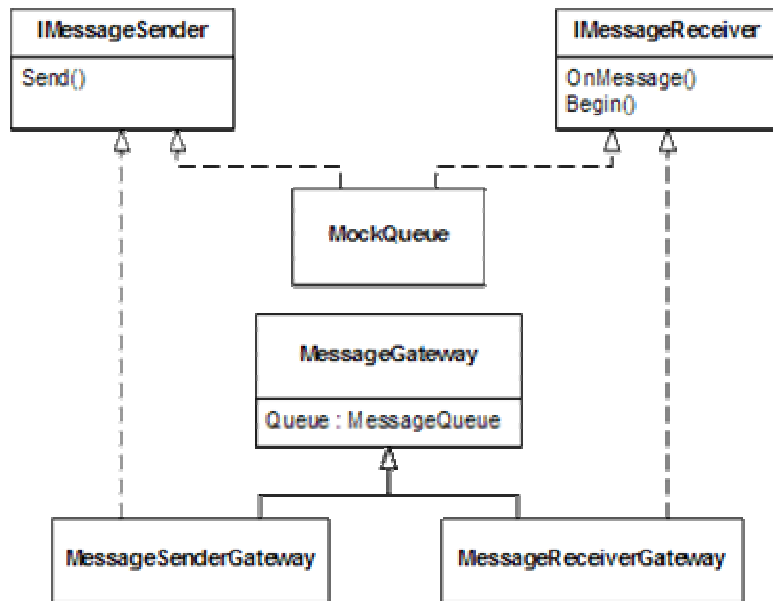 IMessageSender
Send()
IMessageReceiver
OnMessage()
Begin()
MockQueue
MessageGateway
Queue : MessageQueue
MessageSenderGateway
MessageReceiverGateway